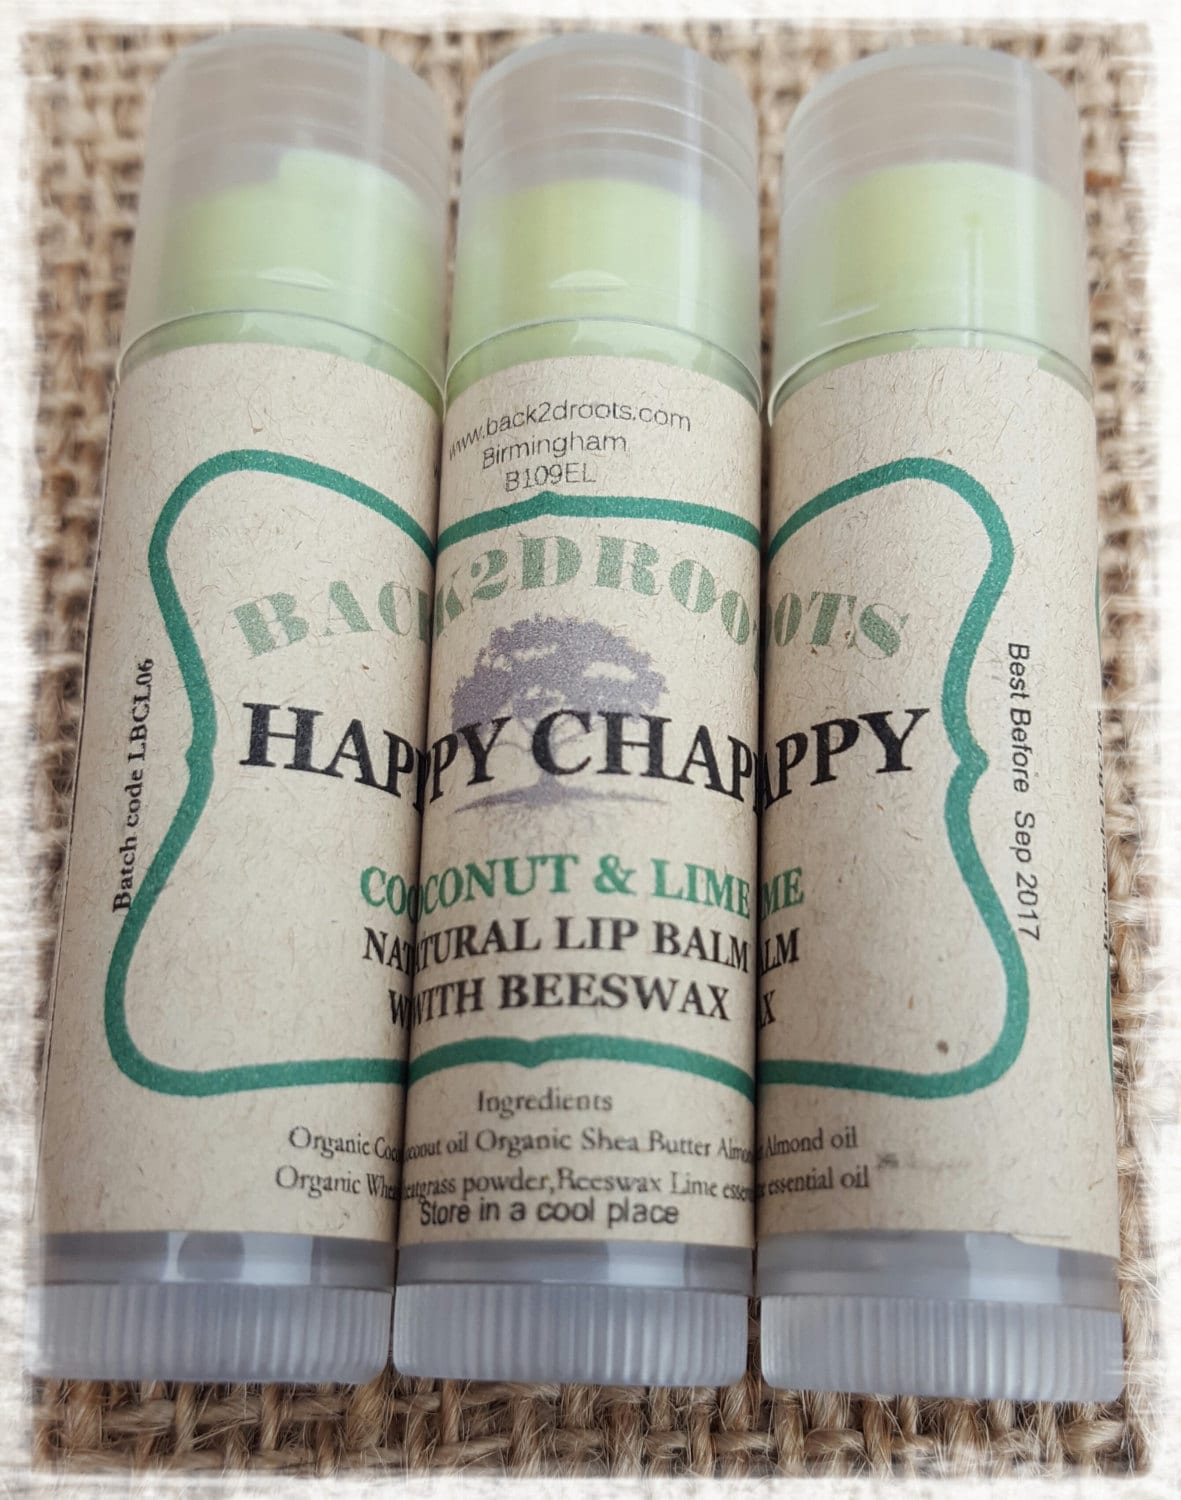 www.back2droots.com
Birmingham
B109EL
BACK2DROOTS
HAPPY CHAPPY
COCONUT & LIME
NATURAL LIP BALM
WITH BEESWAX
Ingredients
Organic Coconut oil Organic Shea Butter Almond oil
Organic Wheatgrass powder,Beeswax Lime essential oil
Store in a cool place
Batch code LBCL06
Best Before Sep 2017